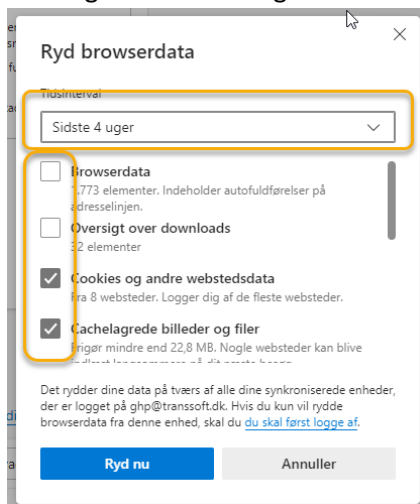 Ryd browserdata
Tidsinterval
Sidste 4 uger
Browserdata
1.773 elementer. Indeholder autofuldførelser på
adresselinjen.
Oversigt over downloads
32 elementer
Cookies og andre webstedsdata
Fra 8 websteder. Logger dig af de fleste websteder.
Cachelagrede billeder og filer
Frigør mindre end 22,8 MB. Nogle websteder kan blive
Det rydder dine data på tværs af alle dine synkroniserede enheder,
der er logget på ghp@transsoft.dk. Hvis du kun vil rydde
browserdata fra denne enhed, skal du du skal først logge af.
Ryd nu
Annuller